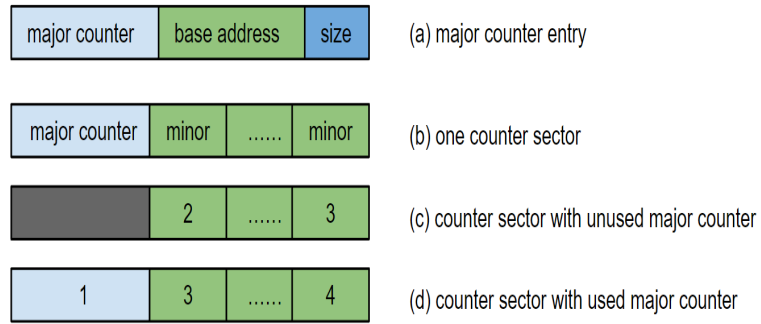 major counter base address size (a) major counter entry
major counter minor ...... minor (b) one counter sector
2 ...... 3 (c) counter sector with unused major counter
1 3 ...... 4 (d) counter sector with used major counter